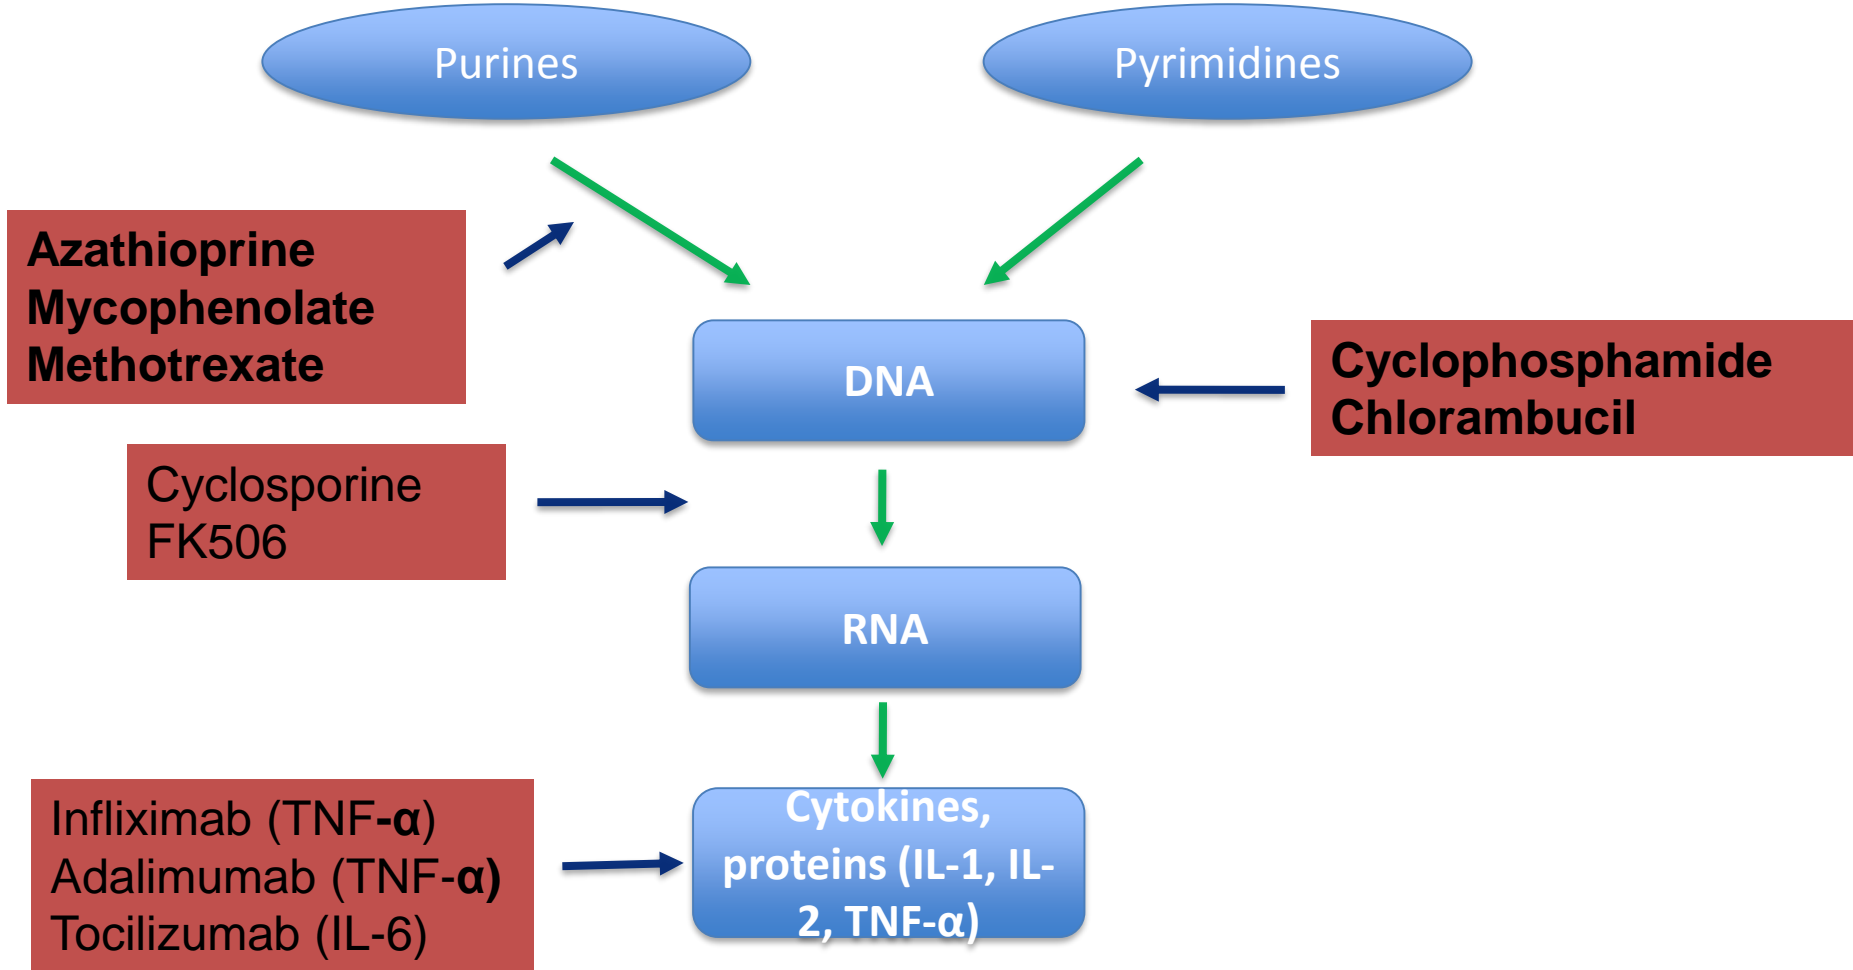 Purines
Pyrimidines
Azathioprine
Mycophenolate
Methotrexate
DNA
Cyclophosphamide
Chlorambucil
Cyclosporine
FK506
RNA
Infliximab (TNF-α)
Adalimumab (TNF-α)
Tocilizumab (IL-6)
Cytokines,
proteins (IL-1, IL-
2, TNF-α)